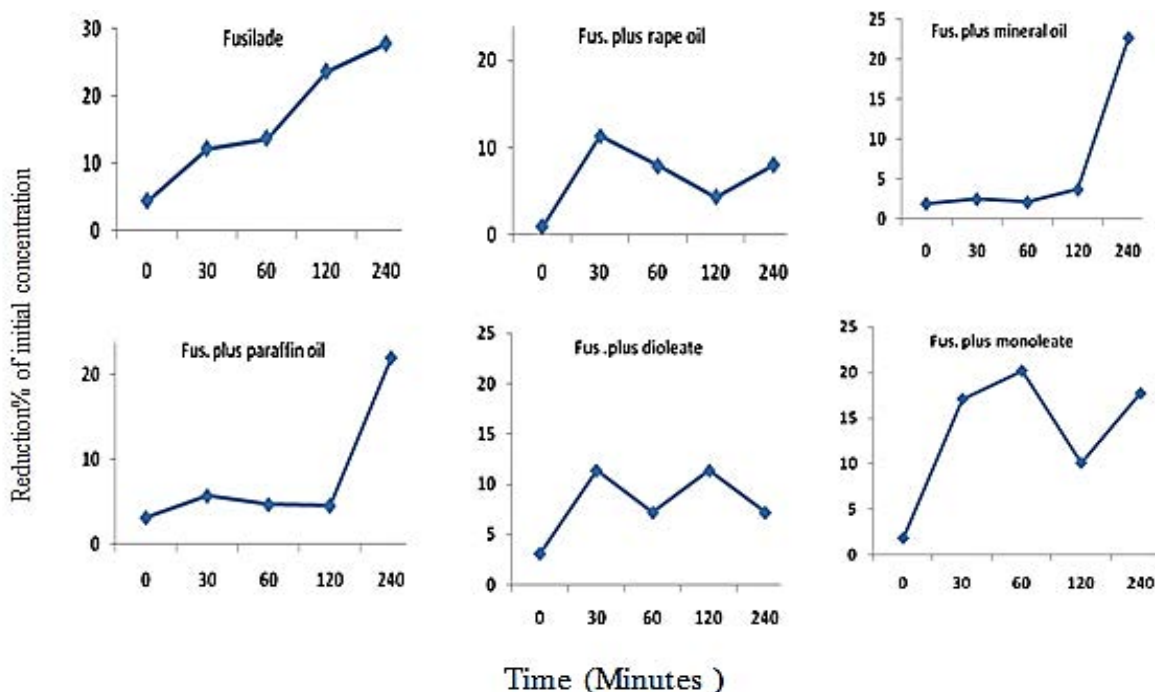 Reduction% of initial concentration
Fusilade
30
20
10
0
0 30 60 120 240
Fus. plus rape oil
20
10
0
0 30 60 120 240
Fus. plus mineral oil
25
20
15
10
5
0
0 30 60 120 240
Fus. plus paraffin oil
20
10
0
0 30 60 120 240
Fus .plus dioleate
25
20
15
10
5
0
0 30 60 120 240
Fus. plus monoleate
25
20
15
10
5
0
0 30 60 120 240
Time (Minutes )